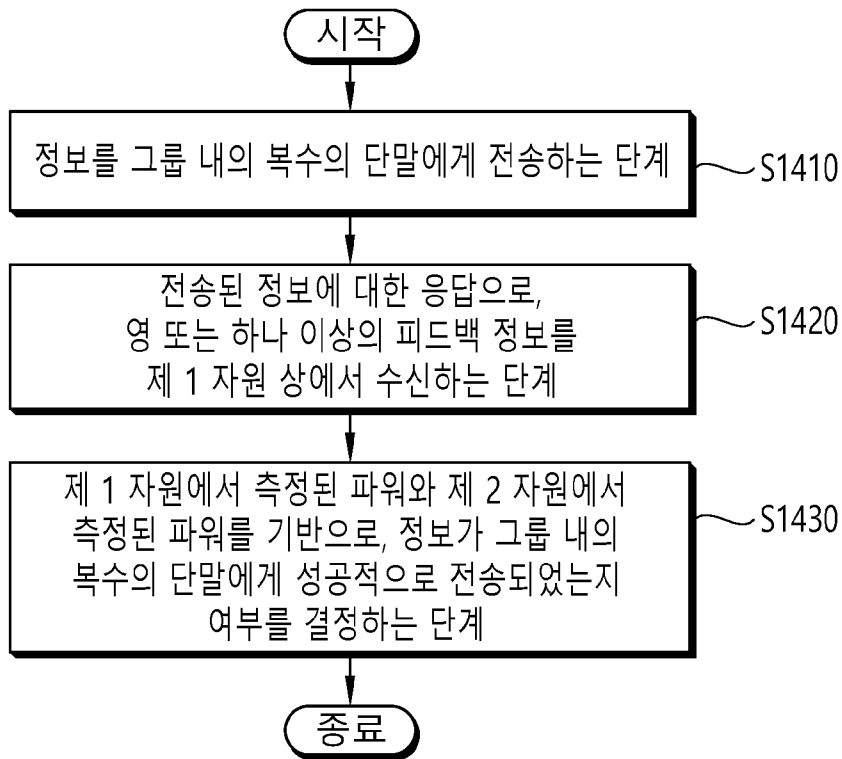 시작
정보를 그룹 내의 복수의 단말에게 전송하는 단계
S1410
전송된 정보에 대한 응답으로,
영 또는 하나 이상의 피드백 정보를
제 1 자원 상에서 수신하는 단계
S1420
제 1 자원에서 측정된 파워와 제 2 자원에서
측정된 파워를 기반으로, 정보가 그룹 내의
복수의 단말에게 성공적으로 전송되었는지
여부를 결정하는 단계
S1430
종료